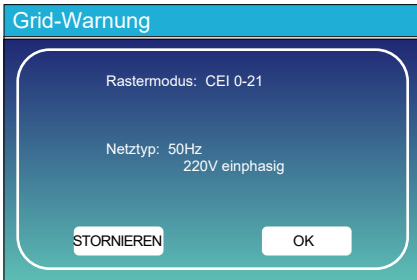 Grid-Warnung
Rastermodus: CEI 0-21
Netztyp: 50Hz
220V einphasig
STORNIEREN
OK